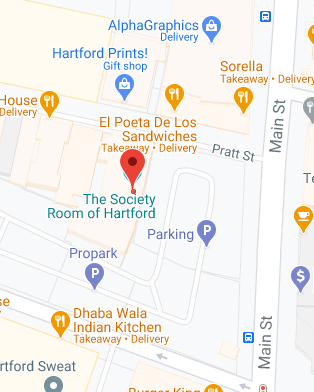 AlphaGraphics
Delivery
Hartford Prints!
Gift shop
Sorella
Takeaway • Delivery
House
Delivery
El Poeta De Los
Sandwiches
Takeaway • Delivery
Main St
Pratt St
The Society
Room of Hartford
Parking
P
Propark
P
$
Dhaba Wala
Indian Kitchen
Takeaway • Delivery
Main St
rtford Sweat
Burger King